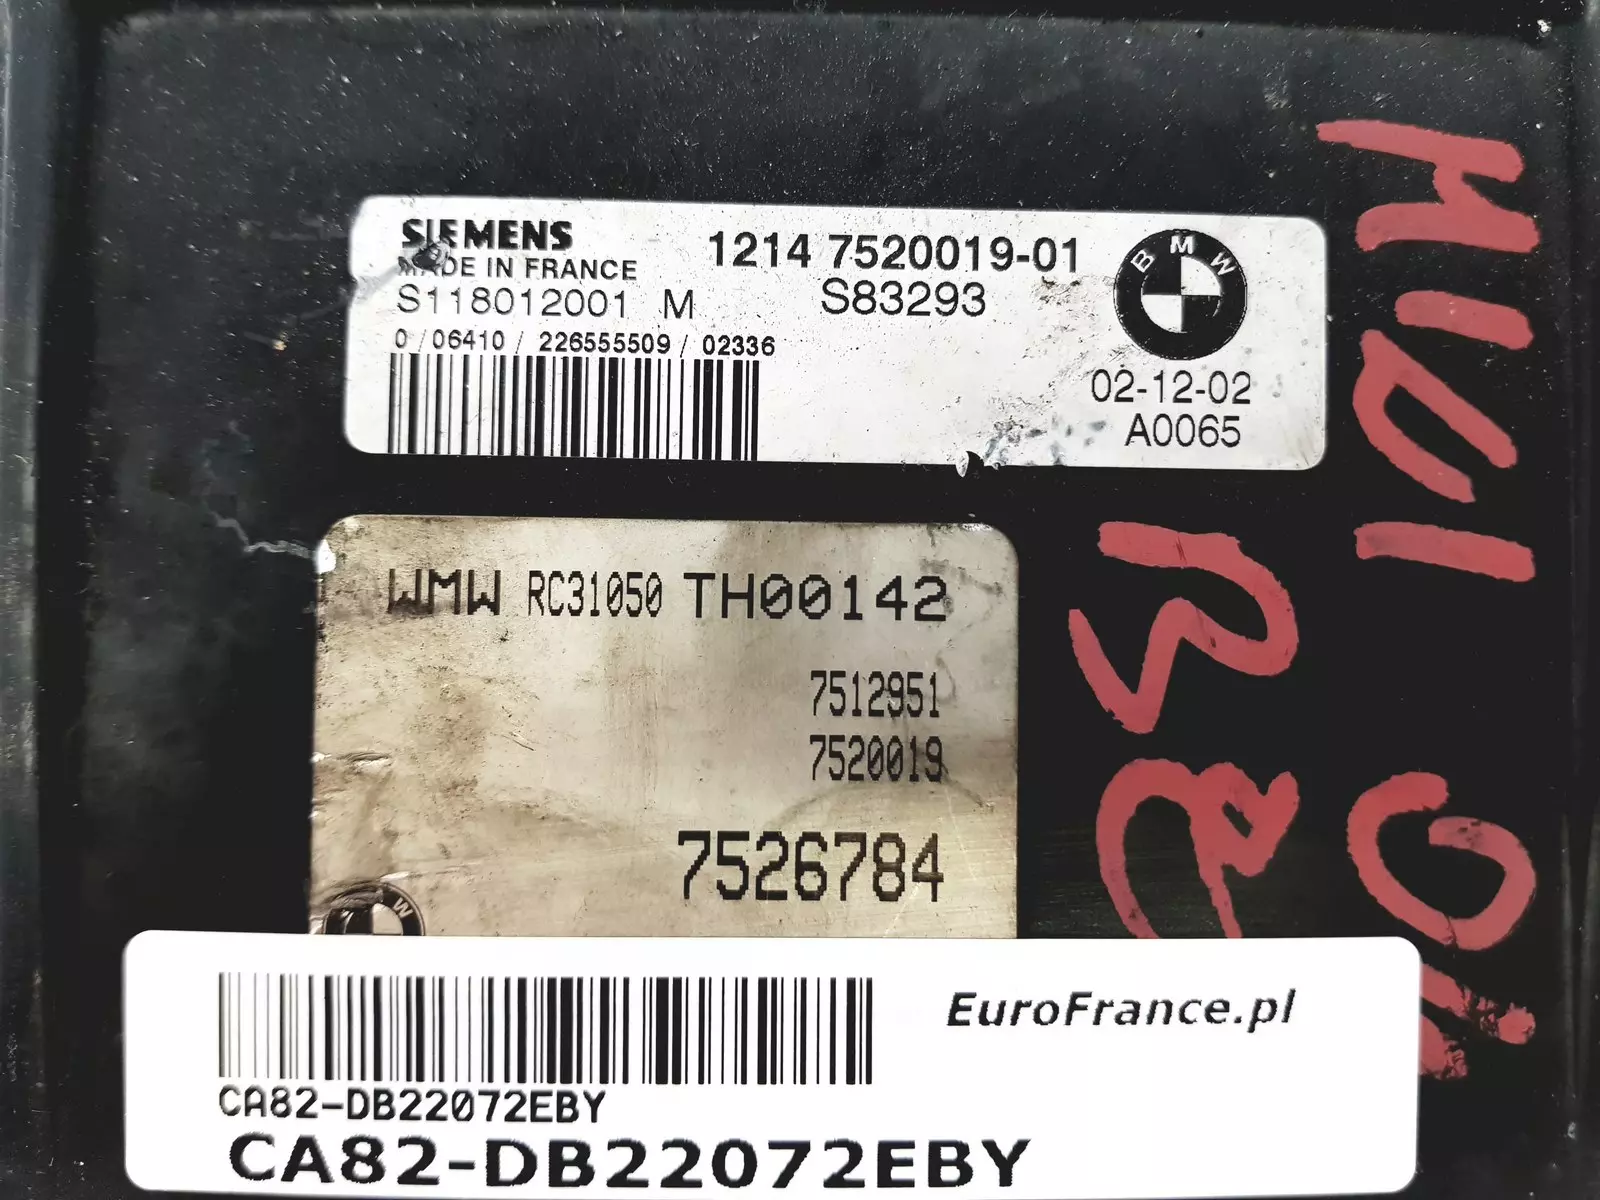 SIEMENS
MADE IN FRANCE
S118012001 M
1214 7520019-01
S83293
BMW
0 / 06410 / 226555509 / 02336
02-12-02
A0065
WMW RC31050 TH00142
7512951
7520019
7526784
W
EuroFrance.pl
CA82-DB22072EBY
CA82-DB22072EBY